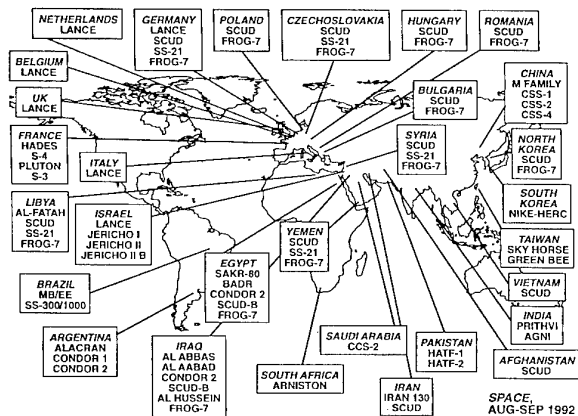 NETHERLANDS
LANCE
GERMANY
LANCE
SCUD
SS-21
FROG-7
POLAND
SCUD
FROG-7
CZECHOSLOVAKIA
SCUD
SS-21
FROG-7
HUNGARY
SCUD
FROG-7
ROMANIA
SCUD
FROG-7
BELGIUM
LANCE
UK
LANCE
BULGARIA
SCUD
FROG-7
CHINA
M FAMILY
CSS-1
CSS-2
CSS-4
FRANCE
HADES
S-4
PLUTON
S-3
ITALY
LANCE
SYRIA
SCUD
SS-21
FROG-7
NORTH
KOREA
SCUD
FROG-7
LIBYA
AL-FATAH
SCUD
SS-21
FROG-7
ISRAEL
LANCE
JERICHO I
JERICHO II
JERICHO II B
YEMEN
SCUD
SS-21
FROG-7
SOUTH
KOREA
NIKE-HERC
TAIWAN
SKY HORSE
GREEN BEE
BRAZIL
MB/EE
SS-300/1000
EGYPT
SAKR-80
BADR
CONDOR 2
SCUD-B
FROG-7
VIETNAM
SCUD
INDIA
PRITHVI
AGNI
ARGENTINA
ALACRAN
CONDOR 1
CONDOR 2
IRAQ
AL ABBAS
AL AABAD
CONDOR 2
SCUD-B
AL HUSSEIN
FROG-7
SOUTH AFRICA
ARNISTON
SAUDI ARABIA
CCS-2
IRAN
IRAN 130
SCUD
PAKISTAN
HATF-1
HATF-2
AFGHANISTAN
SCUD
SPACE,
AUG-SEP 1992